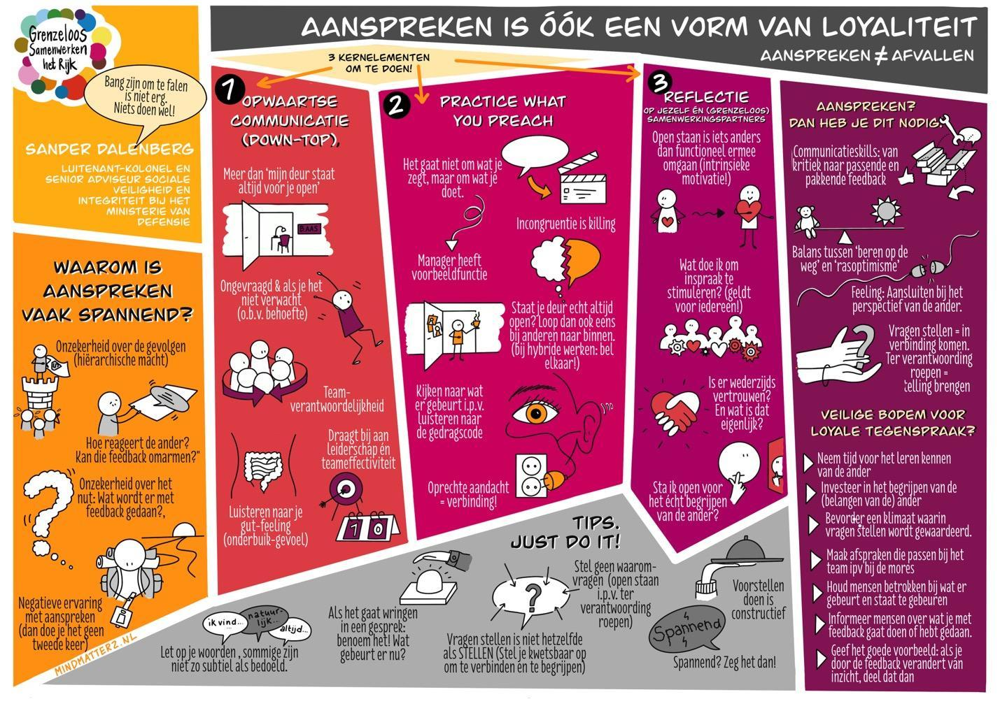 Grenzeloos
Samenwerken
het Rijk
Bang zijn om te falen
is niet erg.
Niets doen wel!
SANDER DALENBERG
LUITENANT-KOLONEL EN
SENIOR ADVISEUR SOCIALE
VEILIGHEID EN
INTEGRITEIT BIJ HET
MINISTERIE VAN
DEFENSIE
AANSPREKEN IS ÓÓK EEN VORM VAN LOYALITEIT
AANSPREKEN ≠ AFVALLEN
3 KERNELEMENTEN
OM TE DOEN!
WAAROM IS
AANSPREKEN
VAAK SPANNEND?
Onzekerheid over de gevolgen
(hiërarchische macht)
Hoe reageert de ander?
Kan die feedback omarmen?"
Onzekerheid over het
nut: Wat wordt er met
feedback gedaan?,
Negatieve ervaring
met aanspreken
(dan doe je het geen
tweede keer)
MINDMATTERZ.NL
1
OPWAARTSE
COMMUNICATIE
(DOWN-TOP),
Meer dan 'mijn deur staat
altijd voor je open'
BAAS
Ongevraagd & als je het
niet verwacht
(o.b.v. behoefte)
Team-
verantwoordelijkheid
Draagt bij aan
leiderschap én
teameffectiviteit
Luisteren naar je
gut-feeling
(onderbuik-gevoel)
1 0
2
PRACTICE WHAT
YOU PREACH
Het gaat niet om wat je
zegt, maar om wat je
doet.
Manager heeft
voorbeeldfunctie
Incongruentie is killing
Staat je deur echt altijd
open? Loop dan ook eens
bij anderen naar binnen.
(bij hybride werken: bel
elkaar!)
Kijken naar wat
er gebeurt i.p.v.
luisteren naar
de gedragscode
Oprechte aandacht
= verbinding!
3
REFLECTIE
OP JEZELF ÉN (GRENZELOOS)
SAMENWERKINGSPARTNERS
Open staan is iets anders
dan functioneel ermee
omgaan (intrinsieke
motivatie!)
Wat doe ik om
inspraak te
stimuleren? (geldt
voor iedereen!)
Is er wederzijds
vertrouwen?
En wat is dat
eigenlijk?
Sta ik open voor
het écht begrijpen
van de ander?
AANSPREKEN?
DAN HEB JE DIT NODIG:
Communicatieskills: van
kritiek naar passende en
pakkende feedback
Balans tussen 'beren op de
weg' en 'rasoptimisme'
Feeling: Aansluiten bij het
perspectief van de ander.
Vragen stellen = in
verbinding komen.
Ter verantwoording
roepen =
telling brengen
VEILIGE BODEM VOOR
LOYALE TEGENSPRAAK?
Neem tijd voor het leren kennen
van de ander
Investeer in het begrijpen van de
(belangen van de) ander
Bevorder een klimaat waarin
vragen stellen wordt gewaardeerd.
Maak afspraken die passen bij het
team ipv bij de mores
Houd mensen betrokken bij wat er
gebeurt en staat te gebeuren
Informeer mensen over wat je met
feedback gaat doen of hebt gedaan.
Geef het goede voorbeeld: als je
door de feedback verandert van
inzicht, deel dat dan
TIPS.
JUST DO IT!
ik vind...
natuur-
lijk...
altijd...
Let op je woorden , sommige zijn
niet zo subtiel als bedoeld.
Als het gaat wringen
in een gesprek:
benoem het! Wat
gebeurt er nu?
?
Vragen stellen is niet hetzelfde
als STELLEN (Stel je kwetsbaar op
om te verbinden en te begrijpen)
Stel geen waarom-
vragen (open staan
i.p.v. ter
verantwoording
roepen)
Voorstellen
doen is
constructief
Spannend
Spannend? Zeg het dan!